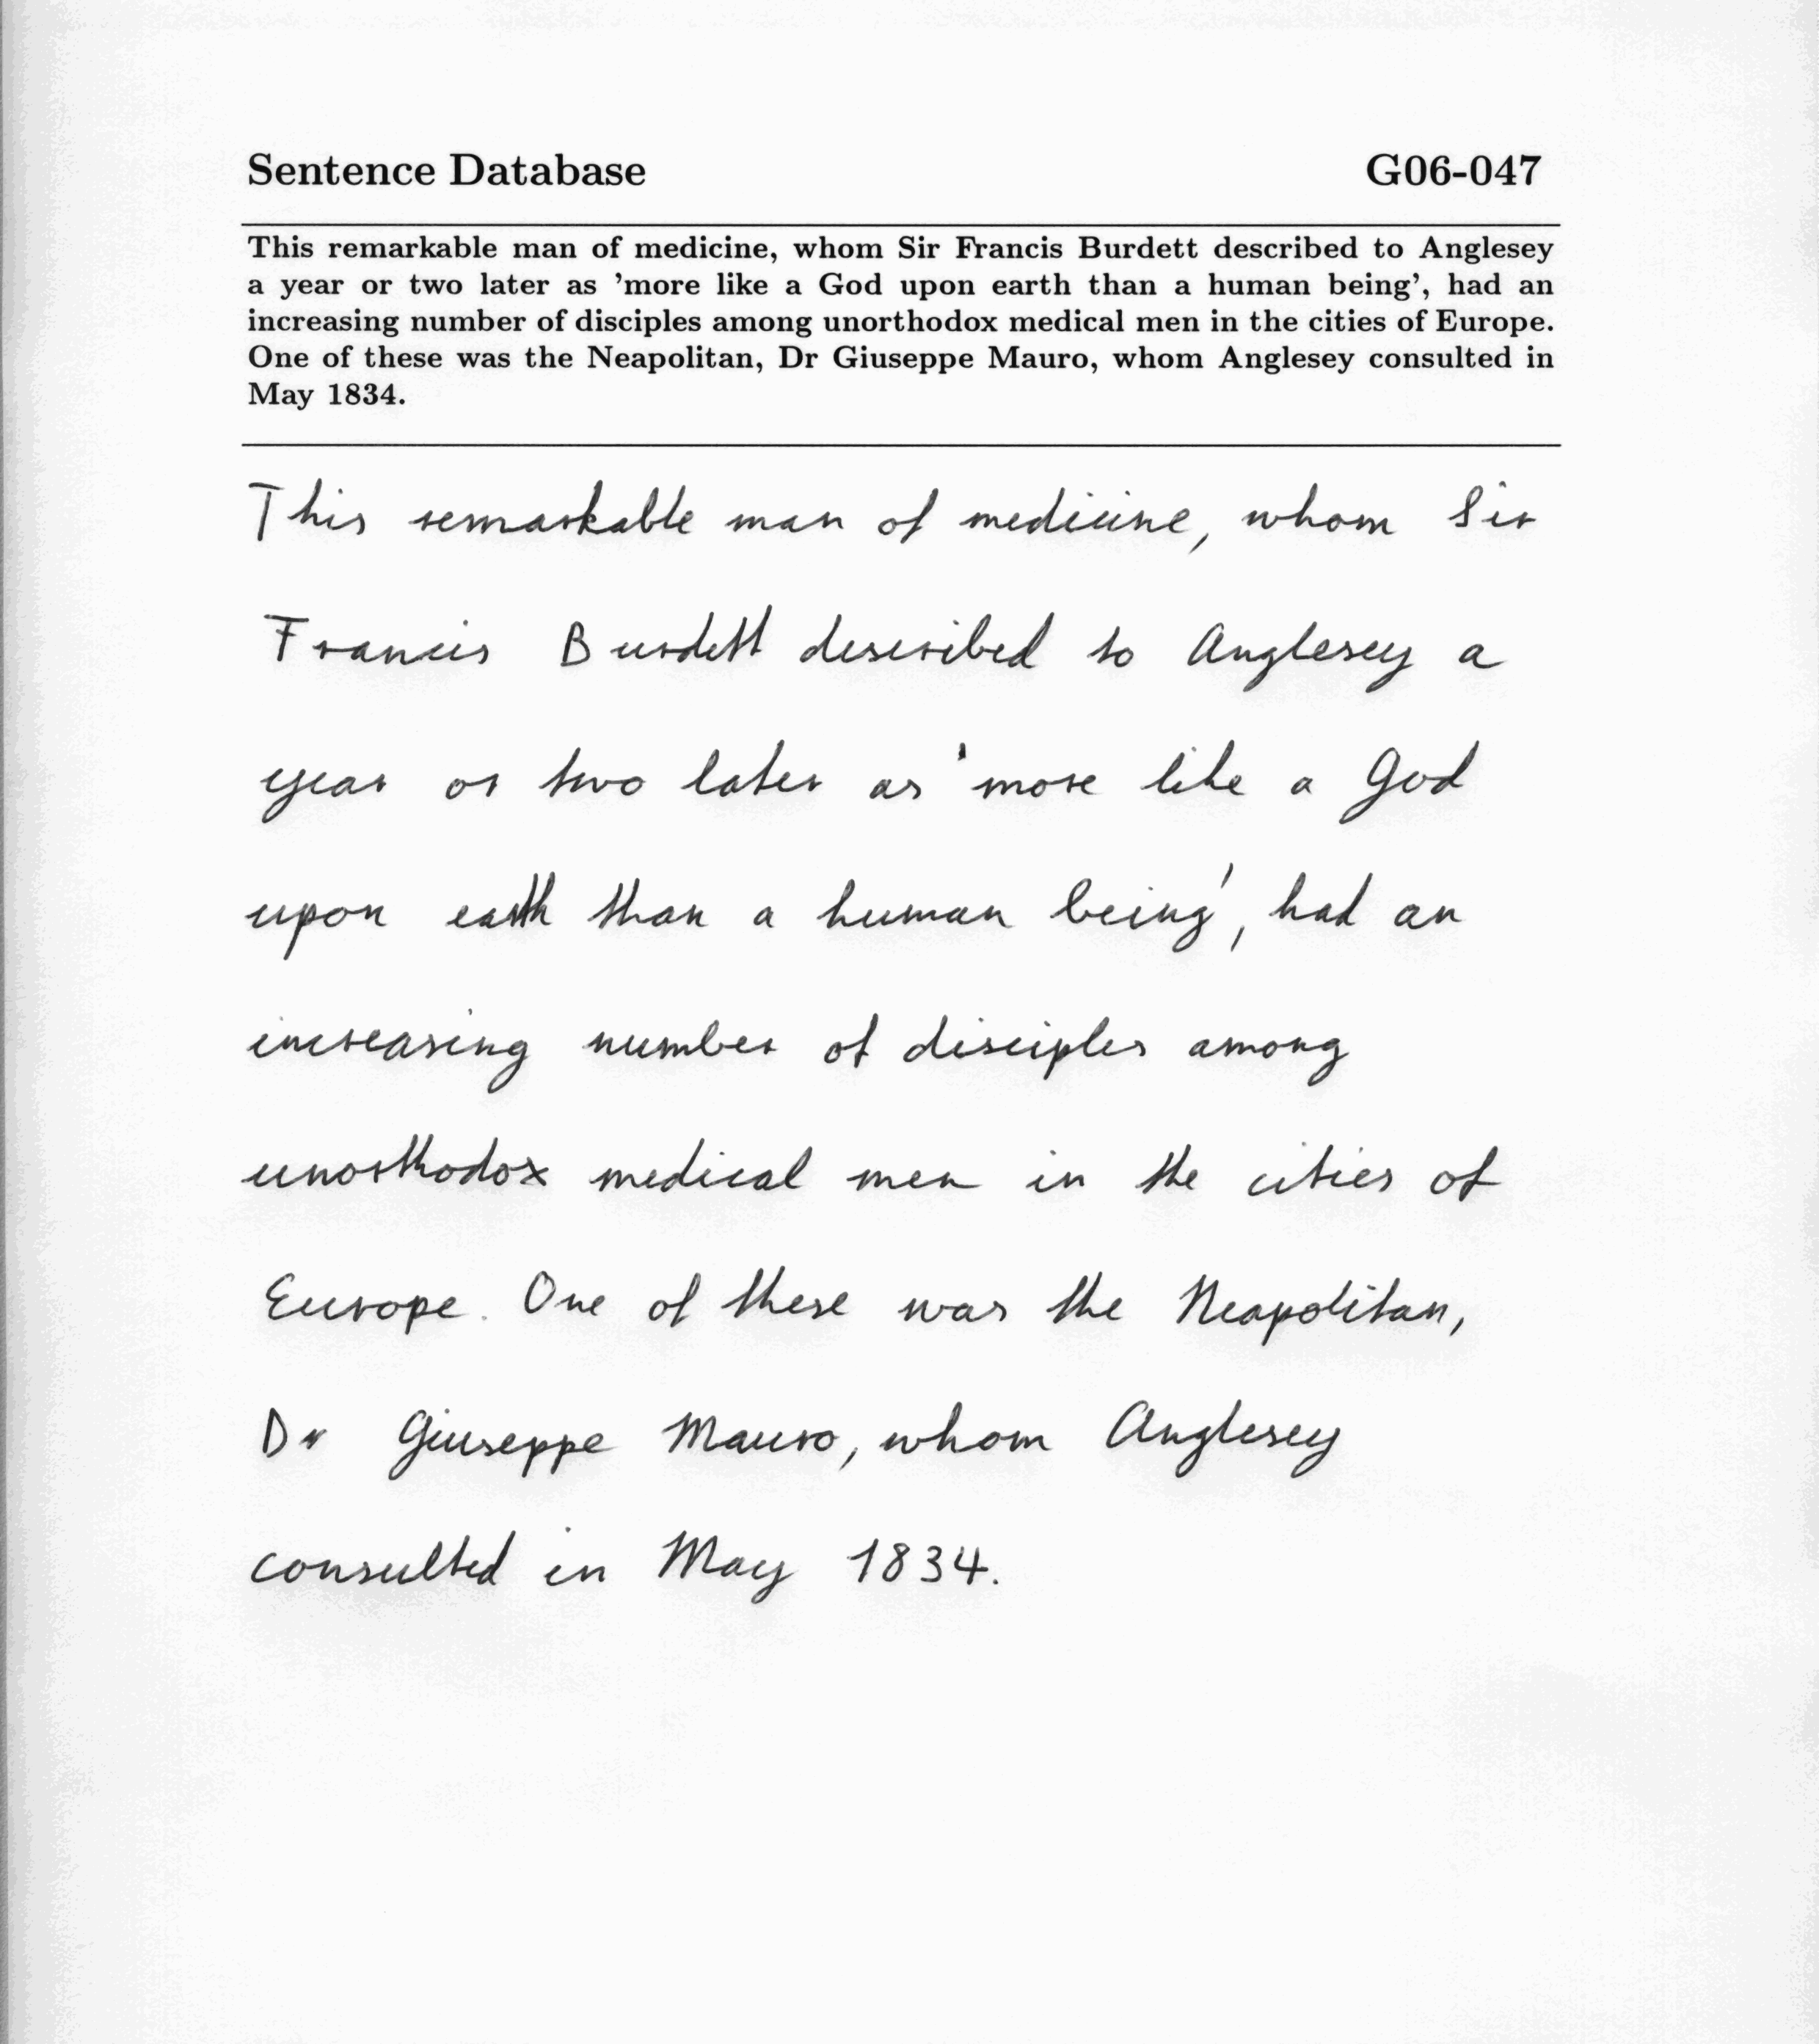 Sentence Database G06-047
This remarkable man of medicine, whom Sir Francis Burdett described to Anglesey
a year or two later as 'more like a God upon earth than a human being', had an
increasing number of disciples among unorthodox medical men in the cities of Europe.
One of these was the Neapolitan, Dr Giuseppe Mauro, whom Anglesey consulted in
May 1834.
This remarkable man of medicine, whom Sir
Francis Burdett described to Anglesey a
year or two later as 'more like a God
upon earth than a human being', had an
increasing number of disciples among
unorthodox medical men in the cities of
Europe. One of these was the Neapolitan,
Dr Giuseppe Mauro, whom Anglesey
consulted in May 1834.